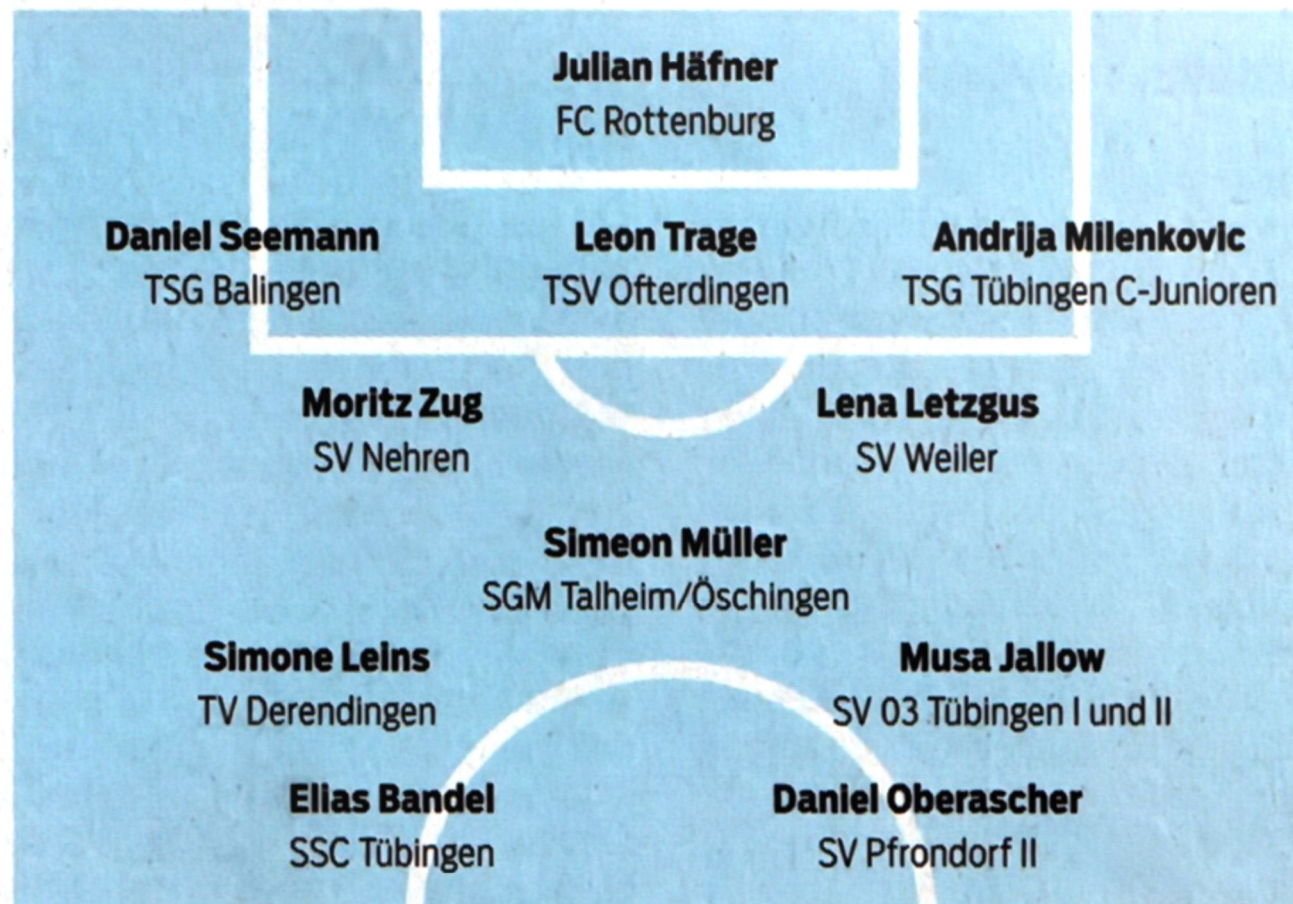 Julian Häfner
FC Rottenburg
Daniel Seemann
TSG Balingen
Leon Trage
TSV Ofterdingen
Andrija Milenkovic
TSG Tübingen C-Junioren
Moritz Zug
SV Nehren
Lena Letzgus
SV Weiler
Simeon Müller
SGM Talheim/Öschingen
Simone Leins
TV Derendingen
Musa Jallow
SV 03 Tübingen I und II
Elias Bandel
SSC Tübingen
Daniel Oberascher
SV Pfrondorf II